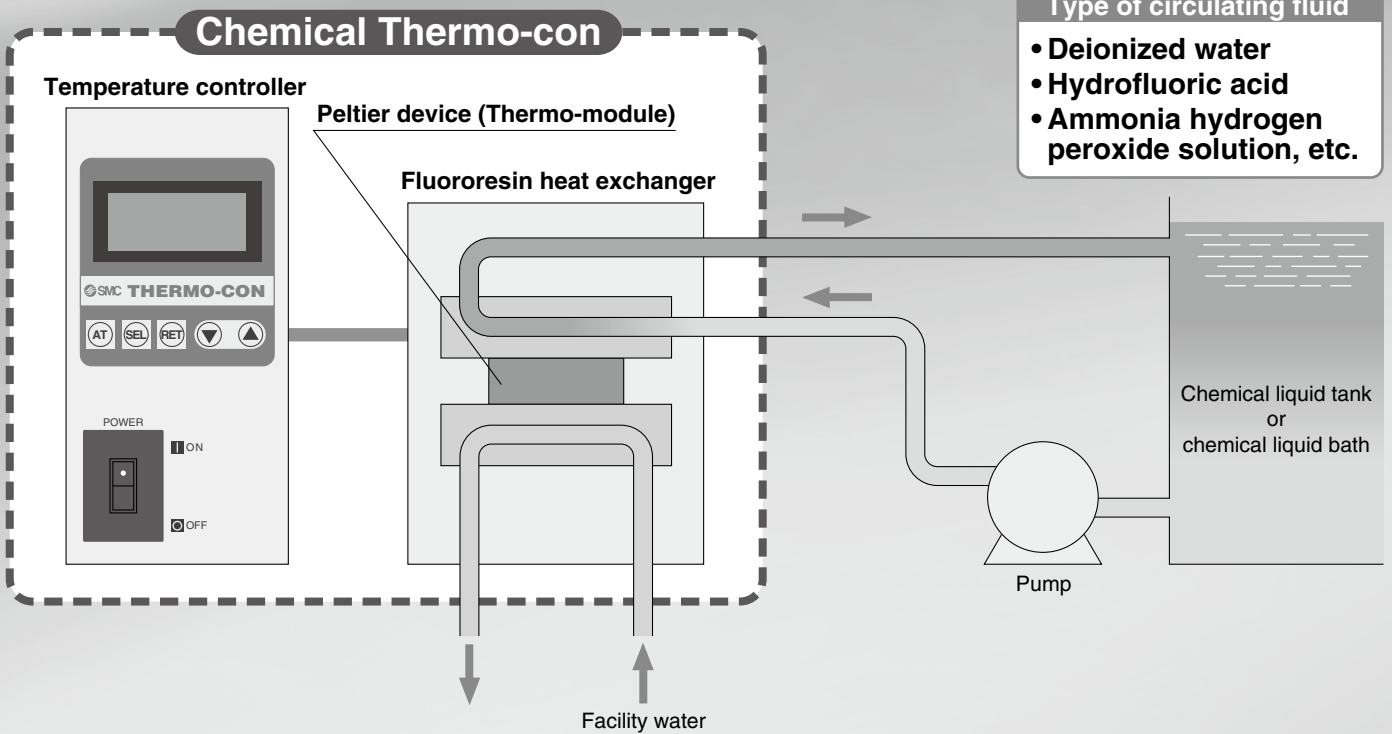 Type of circulating fluid
• Deionized water
• Hydrofluoric acid
• Ammonia hydrogen
peroxide solution, etc.
Chemical Thermo-con
Temperature controller
Peltier device (Thermo-module)
Fluororesin heat exchanger
SMC THERMO-CON
AT SEL RET
POWER
ON
OFF
Chemical liquid tank
or
chemical liquid bath
Pump
Facility water